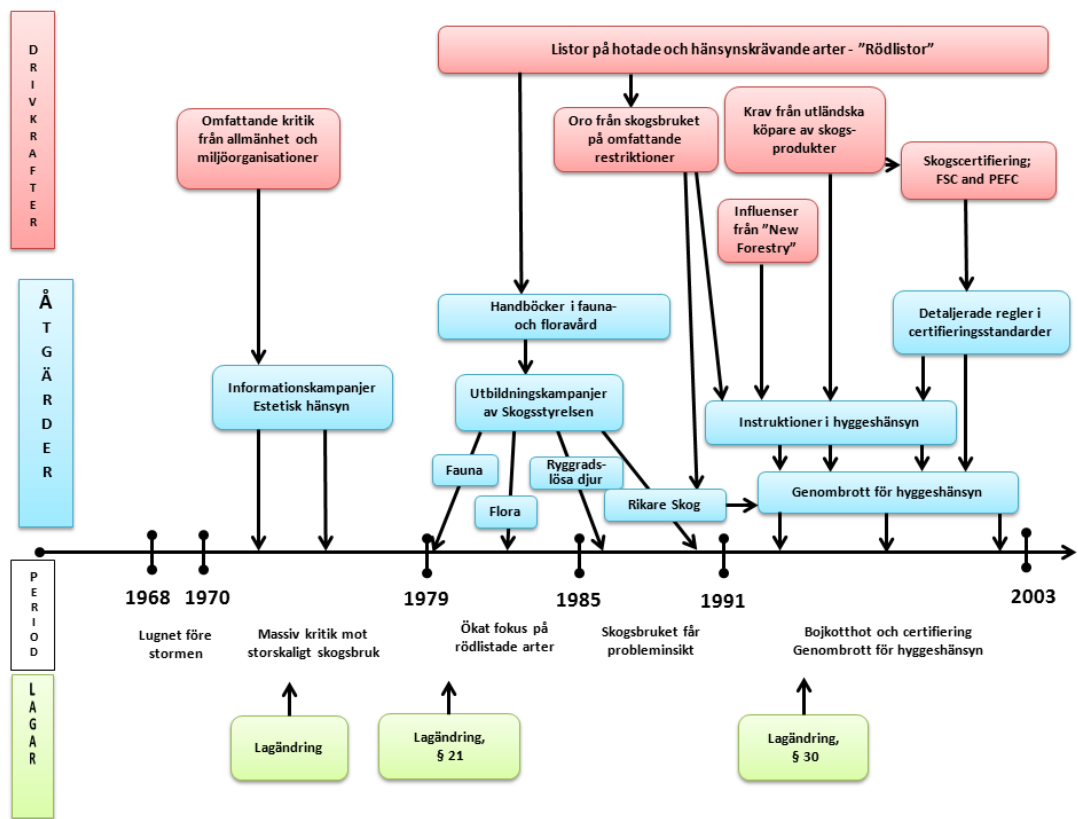 DRIVKRAFTER
Listor på hotade och hänsynskrävande arter - ”Rödlistor”
Omfattande kritik
från allmänhet och
miljöorganisationer
Oro från skogsbruket
på omfattande
restriktioner
Krav från utländska
köpare av skogs-
produkter
Skogscertifiering;
FSC and PEFC
Influenser
från ”New
Forestry”
ÅTGÄRDER
Handböcker i fauna-
och floravård
Detaljerade regler i
certifieringsstandarder
Informationskampanjer
Estetisk hänsyn
Utbildningskampanjer
av Skogsstyrelsen
Instruktioner i hyggeshänsyn
Fauna
Ryggrads-
lösa djur
Flora
Rikare Skog
Genombrott för hyggeshänsyn
PERIOD
1968
1970
1979
1985
1991
2003
Lugnet före
stormen
Massiv kritik mot
storskaligt skogsbruk
Ökat fokus på
rödlistade arter
Skogsbruket får
probleminsikt
Bojkotthot och certifiering
Genombrott för hyggeshänsyn
LAGAR
Lagändring
Lagändring,
§ 21
Lagändring,
§ 30